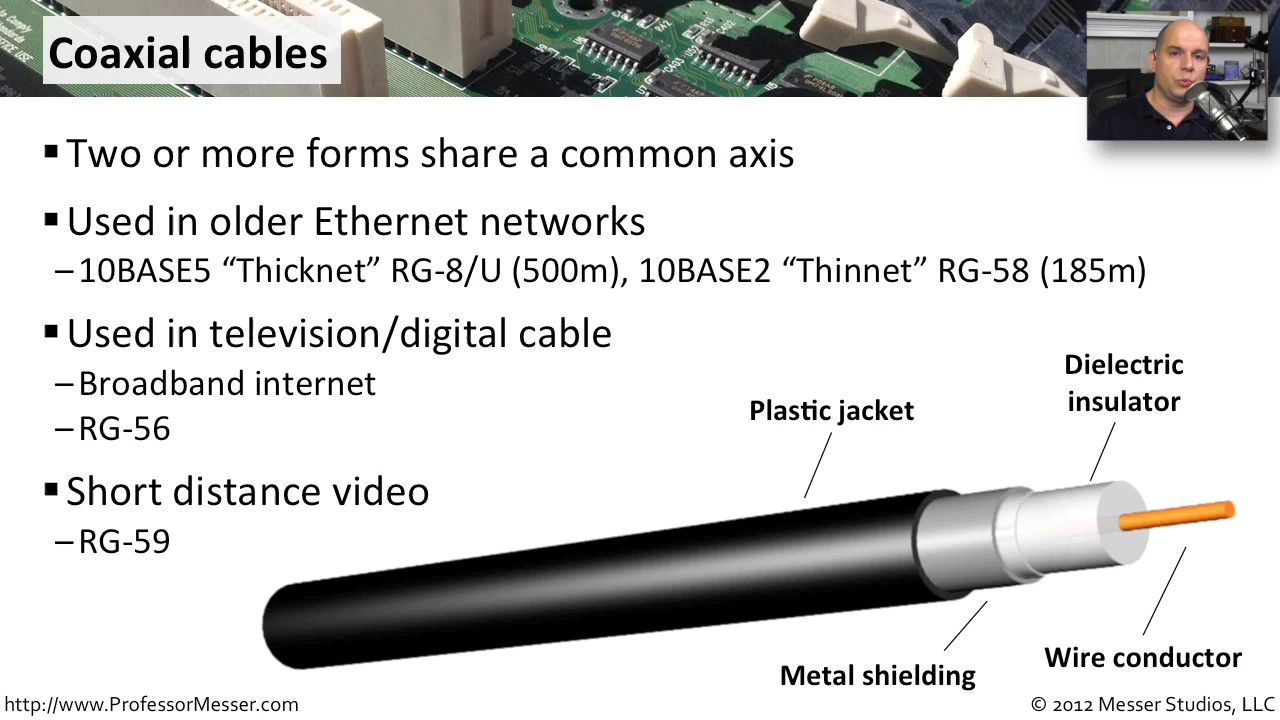 Coaxial cables
▪ Two or more forms share a common axis
▪ Used in older Ethernet networks
– 10BASE5 “Thicknet” RG-8/U (500m), 10BASE2 “Thinnet” RG-58 (185m)
▪ Used in television/digital cable
– Broadband internet
– RG-56
▪ Short distance video
– RG-59
Plastic jacket
Dielectric
insulator
Metal shielding
Wire conductor
http://www.ProfessorMesser.com
© 2012 Messer Studios, LLC